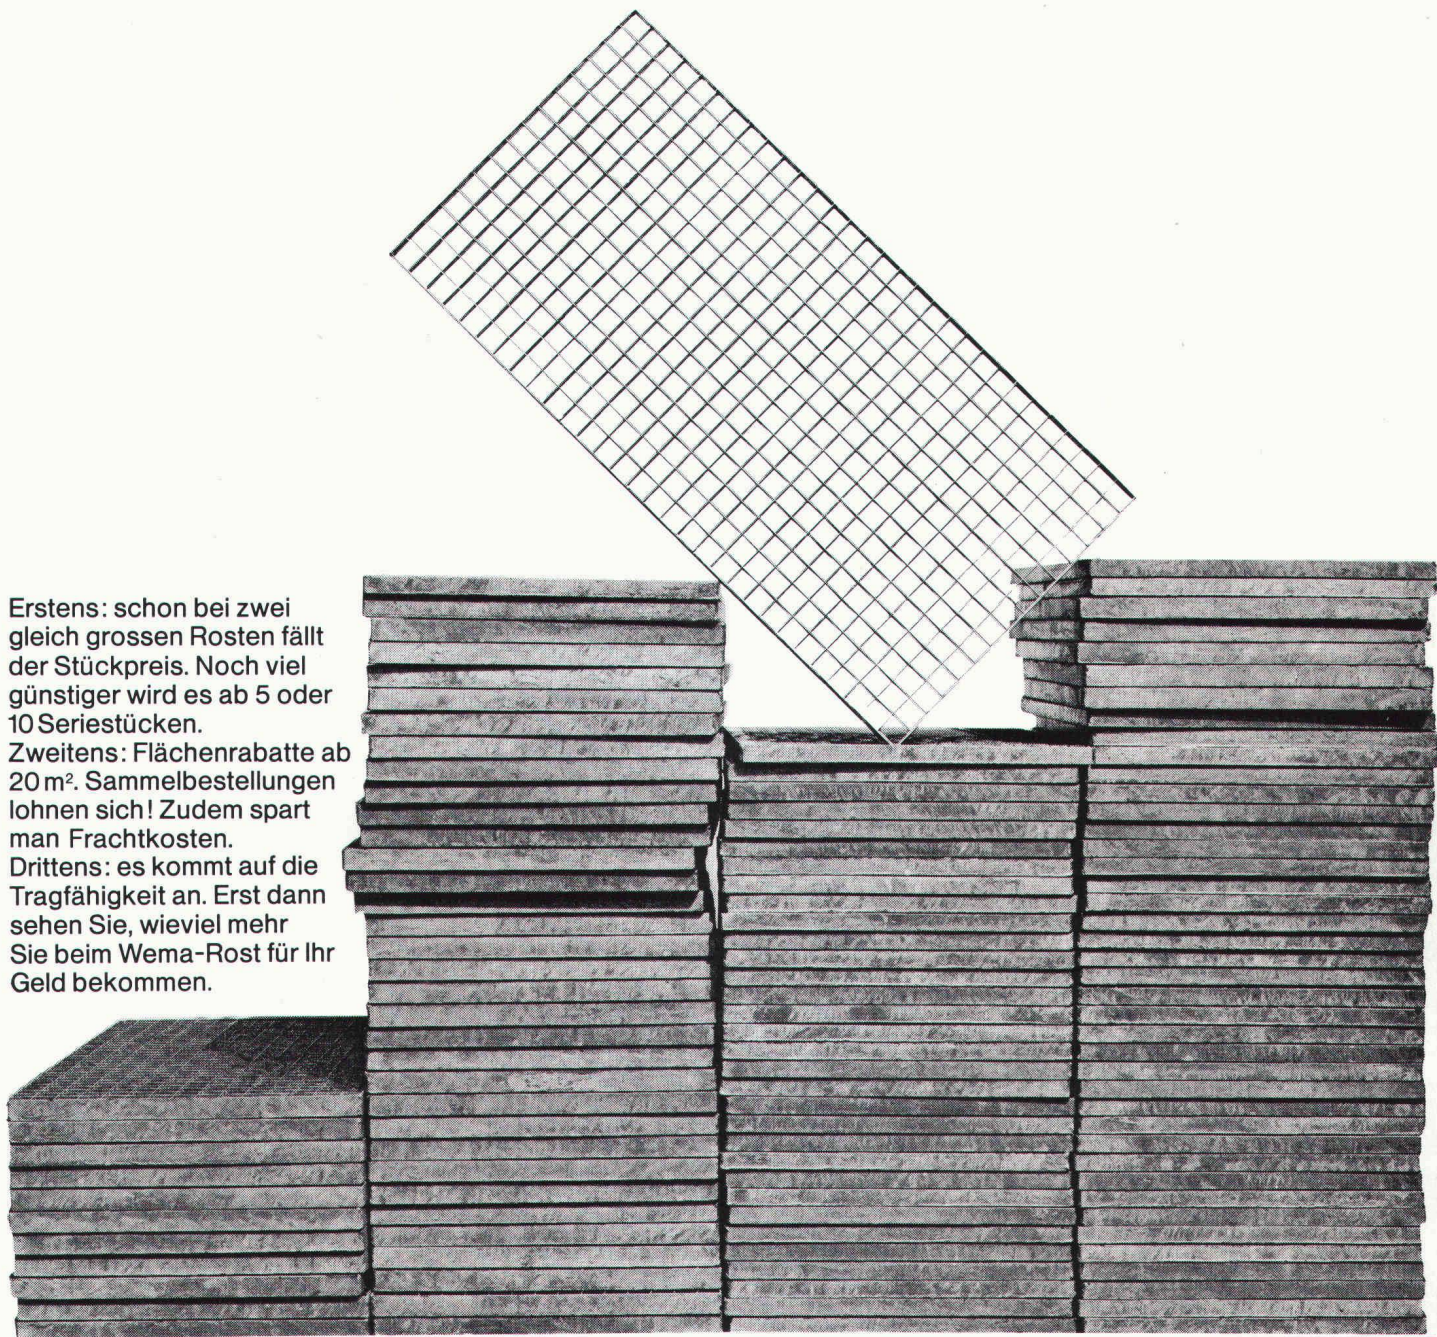 Erstens: schon bei zwei
gleich grossen Rosten fällt
der Stückpreis. Noch viel
günstiger wird es ab 5 oder
10 Seriestücken.
Zweitens: Flächenrabatte ab
20 m². Sammelbestellungen
lohnen sich! Zudem spart
man Frachtkosten.
Drittens: es kommt auf die
Tragfähigkeit an. Erst dann
sehen Sie, wieviel mehr
Sie beim Wema-Rost für Ihr
Geld bekommen.